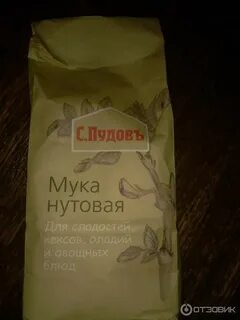 С.Пудовъ
Мука
нутовая
Для сладостей,
кексов, оладий
и овощных
блюд
ОТЗОВИК